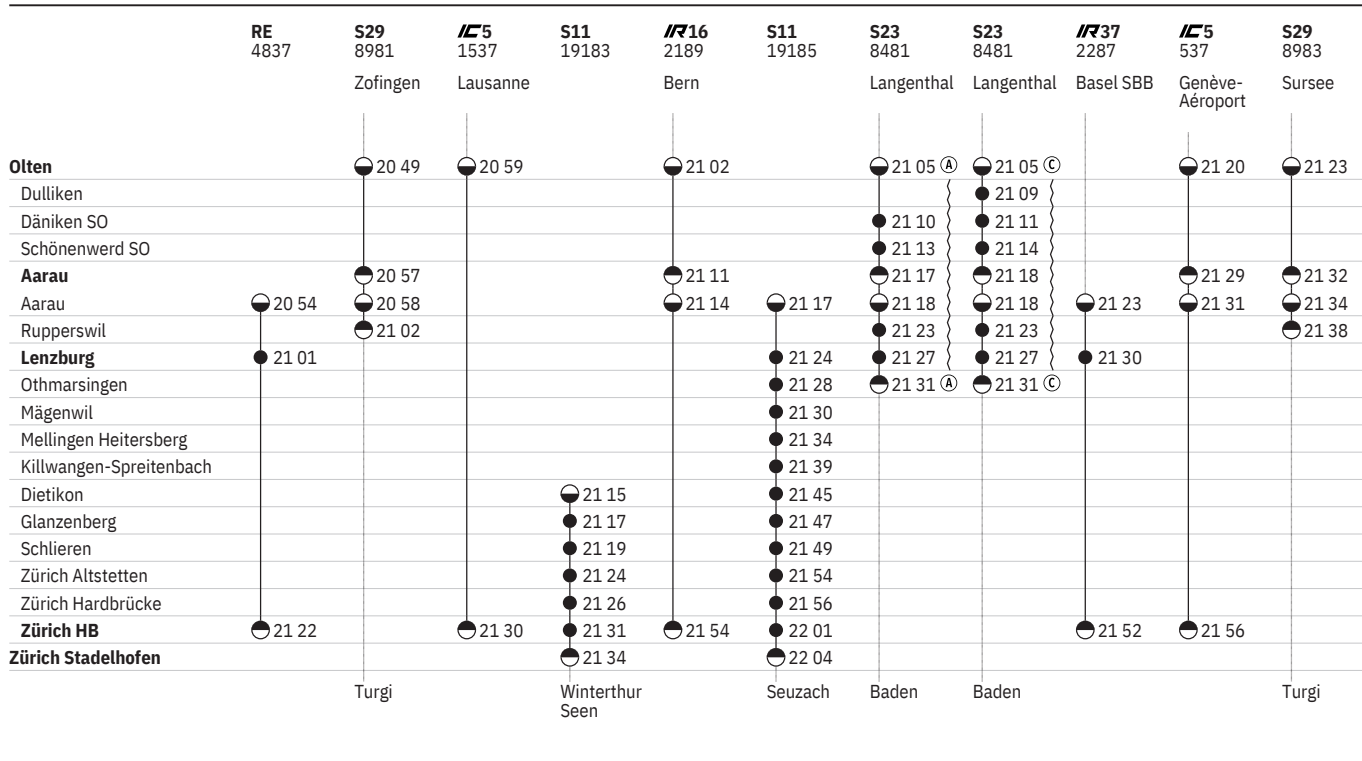 RE S29 IC5 S11 IR16 S11 S23 S23 IR37 IC5 S29
4837 8981 1537 19183 2189 19185 8481 8481 2287 537 8983
Zofingen Lausanne Bern Langenthal Langenthal Basel SBB Genève- Sursee
Aéroport
Olten 20 49 20 59 21 02 21 05 Ⓐ 21 05 Ⓒ 21 20 21 23
Dulliken 21 09
Däniken SO 21 10 21 11
Schönenwerd SO 21 13 21 14
Aarau 20 57 21 11 21 17 21 18 21 29 21 32
Aarau 20 54 20 58 21 14 21 17 21 18 21 18 21 23 21 31 21 34
Rupperswil 21 02 21 23 21 23 21 38
Lenzburg 21 01 21 24 21 27 21 27 21 30
Othmarsingen 21 28 21 31 Ⓐ 21 31 Ⓒ
Mägenwil 21 30
Mellingen Heitersberg 21 34
Killwangen-Spreitenbach 21 39
Dietikon 21 15 21 45
Glanzenberg 21 17 21 47
Schlieren 21 19 21 49
Zürich Altstetten 21 24 21 54
Zürich Hardbrücke 21 26 21 56
Zürich HB 21 22 21 30 21 31 21 54 22 01 21 52 21 56
Zürich Stadelhofen 21 34 22 04
Turgi Winterthur Seuzach Baden Baden Turgi
Seen